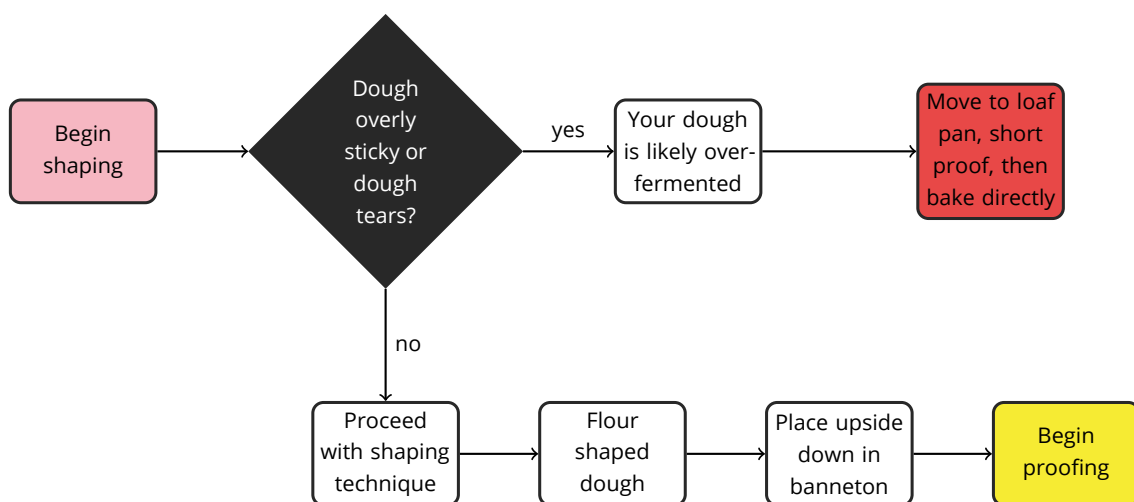 Begin
shaping
Dough
overly
sticky or
dough
tears?
yes
Your dough
is likely over-
fermented
Move to loaf
pan, short
proof, then
bake directly
no
Proceed
with shaping
technique
Flour
shaped
dough
Place upside
down in
banneton
Begin
proofing